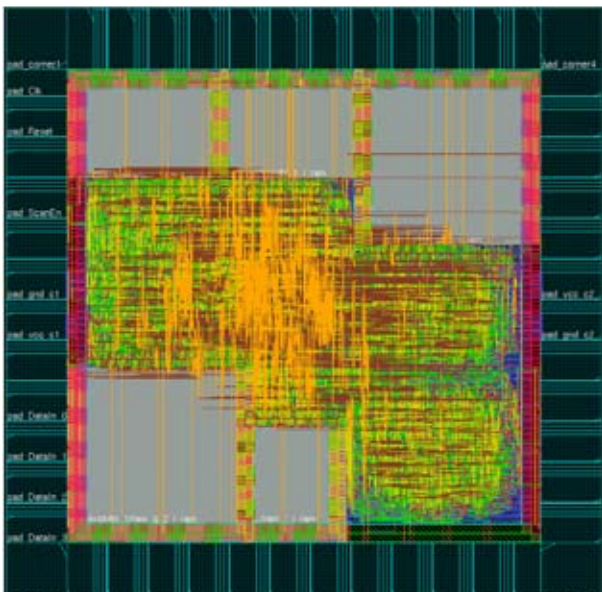 pad_corner1
pad_corner4
pad_Clk
pad_Reset
pad_ScanEn
pad_gnd_c1
pad_vcc_c2
pad_vcc_c1
pad_gnd_c2
pad_DataIn_0
pad_DataIn_1
pad_DataIn_2
pad_DataIn_3